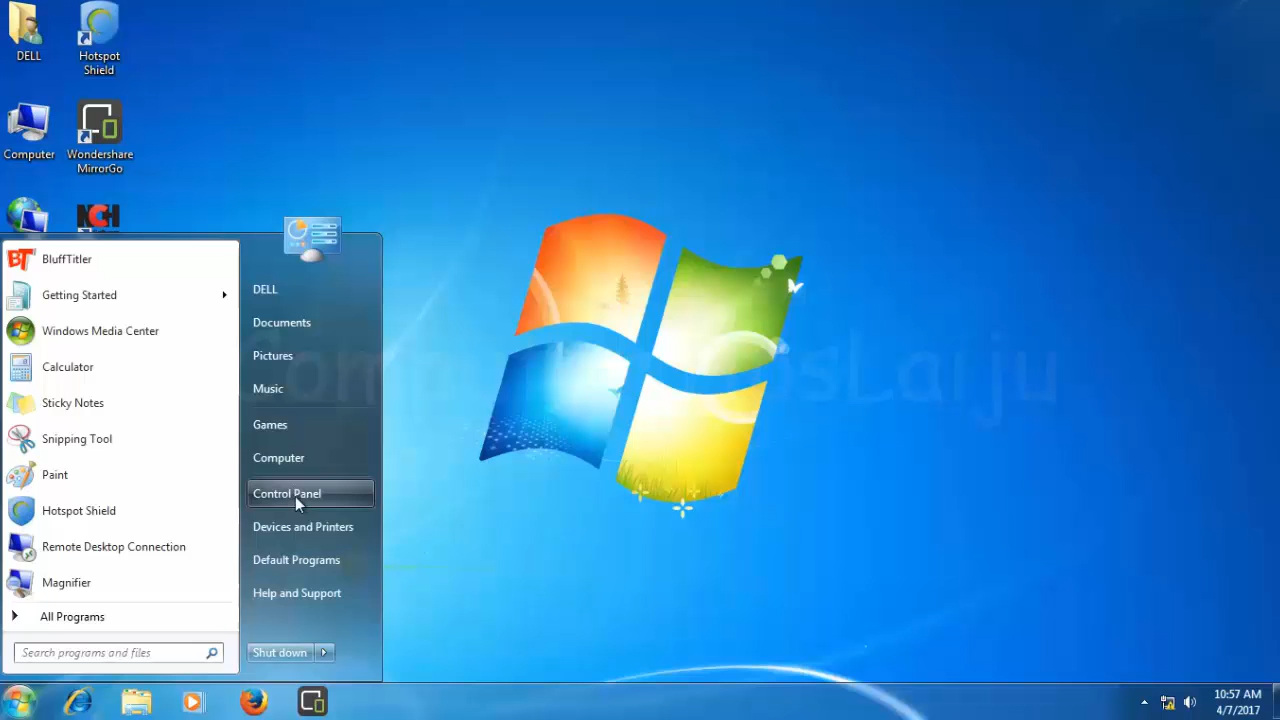 DELL
Hotspot
Shield
Computer
Wondershare
MirrorGo
NCH
BT
BluffTitler
Getting Started
Windows Media Center
Calculator
Sticky Notes
Snipping Tool
Paint
Hotspot Shield
Remote Desktop Connection
Magnifier
All Programs
Search programs and files
DELL
Documents
Pictures
Music
Games
Computer
Control Panel
Devices and Printers
Default Programs
Help and Support
Shut down
10:57 AM
4/7/2017